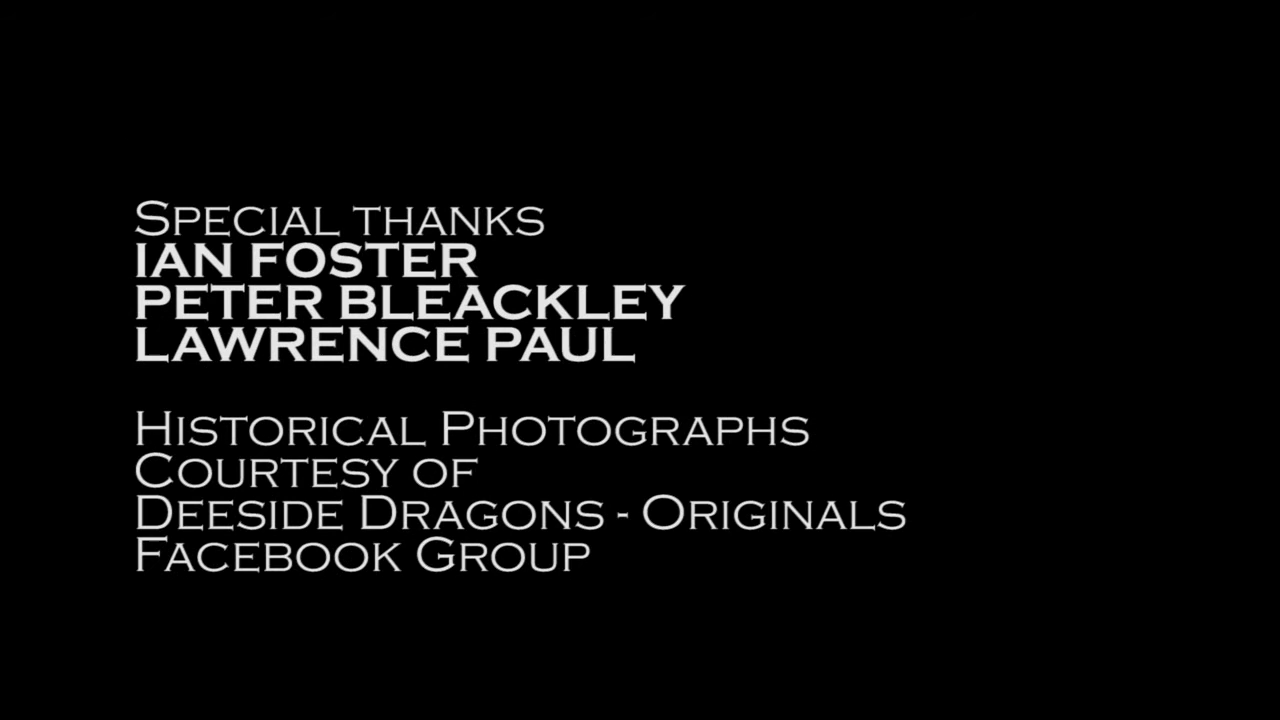 Special thanks
IAN FOSTER
PETER BLEACKLEY
LAWRENCE PAUL
Historical Photographs
Courtesy of
Deeside Dragons - Originals
Facebook Group